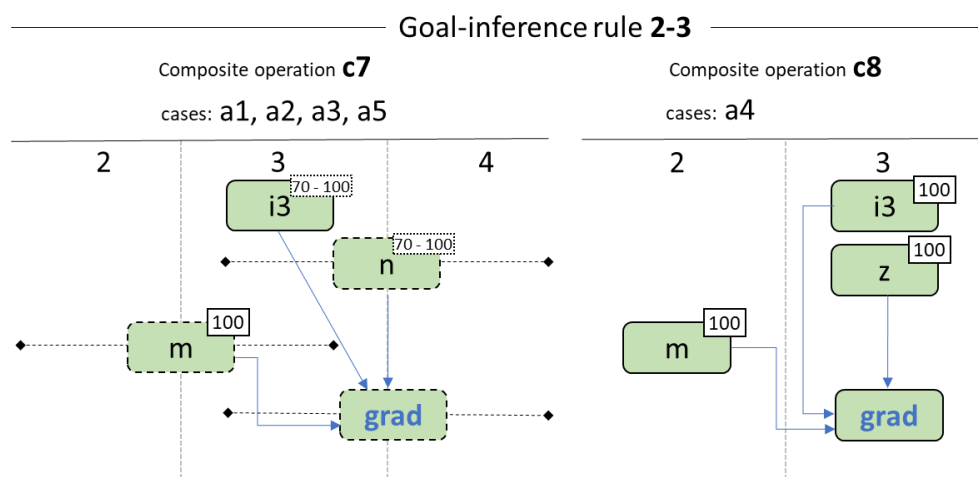 Goal-inference rule 2-3
Composite operation c7
cases: a1, a2, a3, a5
2
3
4
70 - 100
i3
70 - 100
n
100
m
grad
Composite operation c8
cases: a4
2
3
100
i3
100
z
100
m
grad